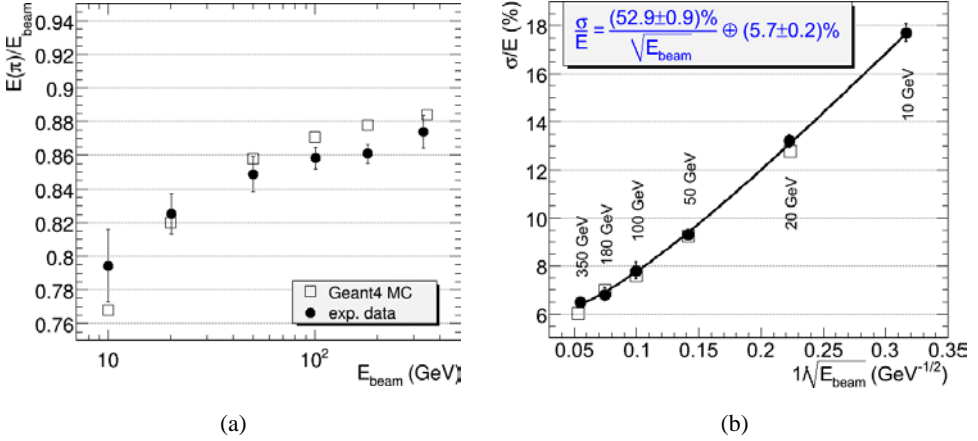 0.94
0.92
0.9
0.88
0.86
0.84
0.82
0.8
0.78
0.76
E(π)/E_beam
10
10²
E_beam (GeV)
Geant4 MC
exp. data
(a)
18
16
14
12
10
8
6
σ/E (%)
σ/E = (52.9±0.9)%/√E_beam ⊕ (5.7±0.2)%
350 GeV
180 GeV
100 GeV
50 GeV
20 GeV
10 GeV
0.05 0.1 0.15 0.2 0.25 0.3 0.35
1/√E_beam (GeV^-1/2)
(b)